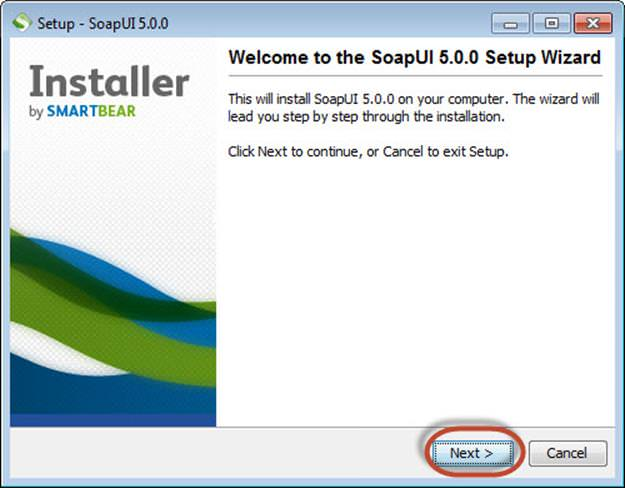 Setup - SoapUI 5.0.0
Installer
by SMARTBEAR
Welcome to the SoapUI 5.0.0 Setup Wizard
This will install SoapUI 5.0.0 on your computer. The wizard will
lead you step by step through the installation.
Click Next to continue, or Cancel to exit Setup.
Next >
Cancel